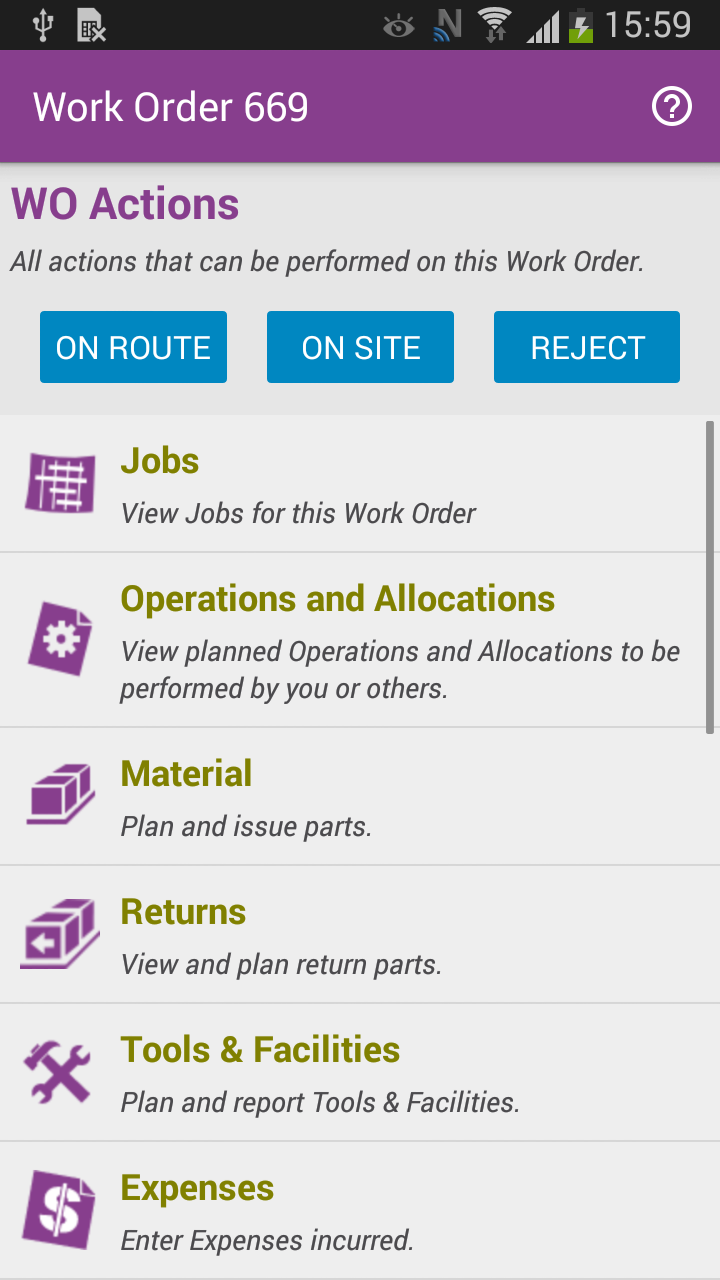 15:59
Work Order 669
WO Actions
All actions that can be performed on this Work Order.
ON ROUTE ON SITE REJECT
Jobs
View Jobs for this Work Order
Operations and Allocations
View planned Operations and Allocations to be
performed by you or others.
Material
Plan and issue parts.
Returns
View and plan return parts.
Tools & Facilities
Plan and report Tools & Facilities.
Expenses
Enter Expenses incurred.